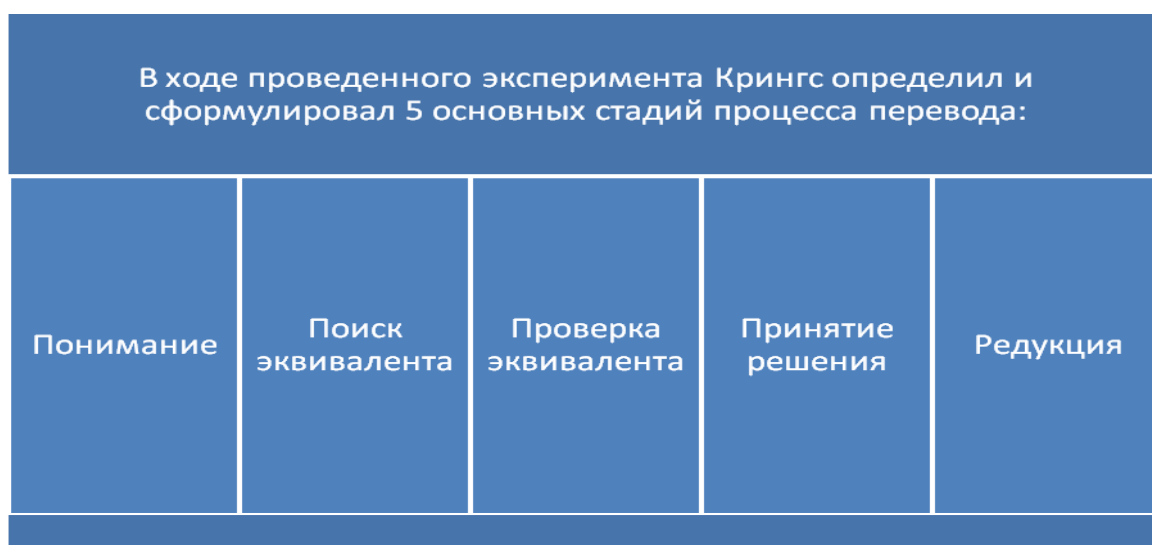 В ходе проведенного эксперимента Крингс определил и
сформулировал 5 основных стадий процесса перевода:
Понимание
Поиск
эквивалента
Проверка
эквивалента
Принятие
решения
Редукция